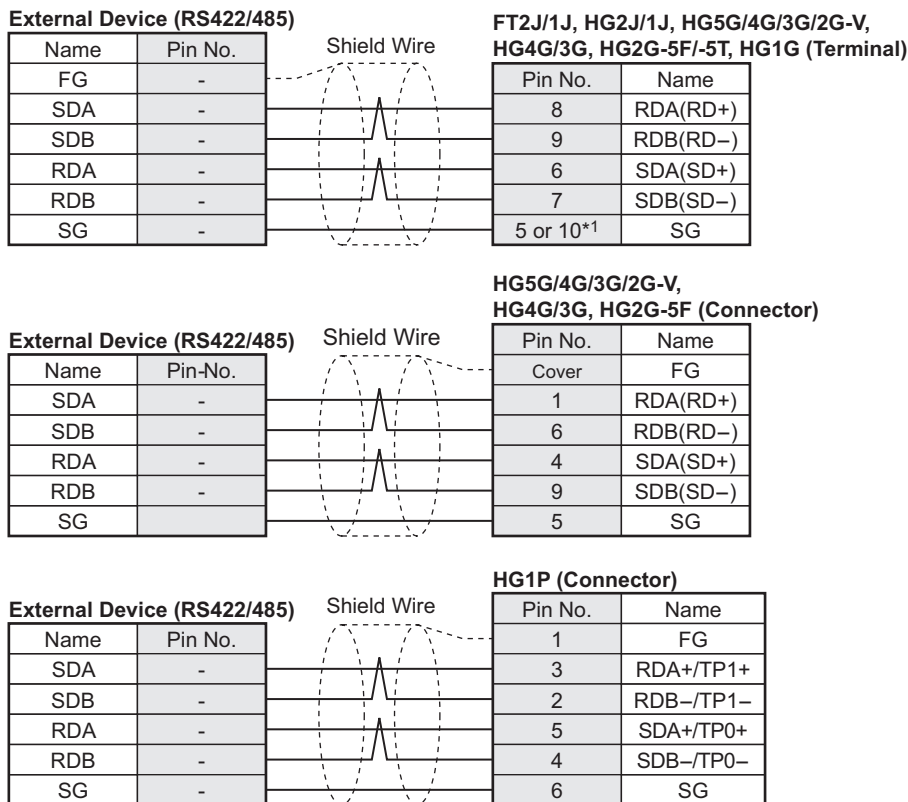 External Device (RS422/485)
FT2J/1J, HG2J/1J, HG5G/4G/3G/2G-V,
HG4G/3G, HG2G-5F/-5T, HG1G (Terminal)
Name Pin No. Shield Wire Pin No. Name
FG -
SDA - 8 RDA(RD+)
SDB - 9 RDB(RD−)
RDA - 6 SDA(SD+)
RDB - 7 SDB(SD−)
SG - 5 or 10*1 SG
HG5G/4G/3G/2G-V,
HG4G/3G, HG2G-5F (Connector)
External Device (RS422/485) Shield Wire Pin No. Name
Name Pin-No. Cover FG
SDA - 1 RDA(RD+)
SDB - 6 RDB(RD−)
RDA - 4 SDA(SD+)
RDB - 9 SDB(SD−)
SG 5 SG
HG1P (Connector)
External Device (RS422/485) Shield Wire Pin No. Name
Name Pin No. 1 FG
SDA - 3 RDA+/TP1+
SDB - 2 RDB−/TP1−
RDA - 5 SDA+/TP0+
RDB - 4 SDB−/TP0−
SG - 6 SG